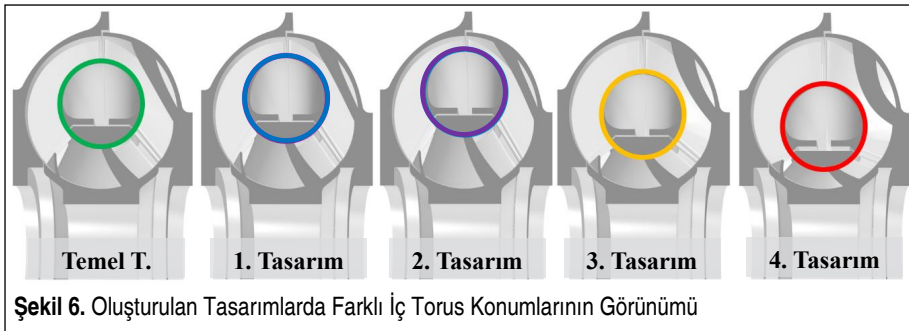 Temel T.
1. Tasarım
2. Tasarım
3. Tasarım
4. Tasarım
Şekil 6. Oluşturulan Tasarımlarda Farklı İç Torus Konumlarının Görünümü